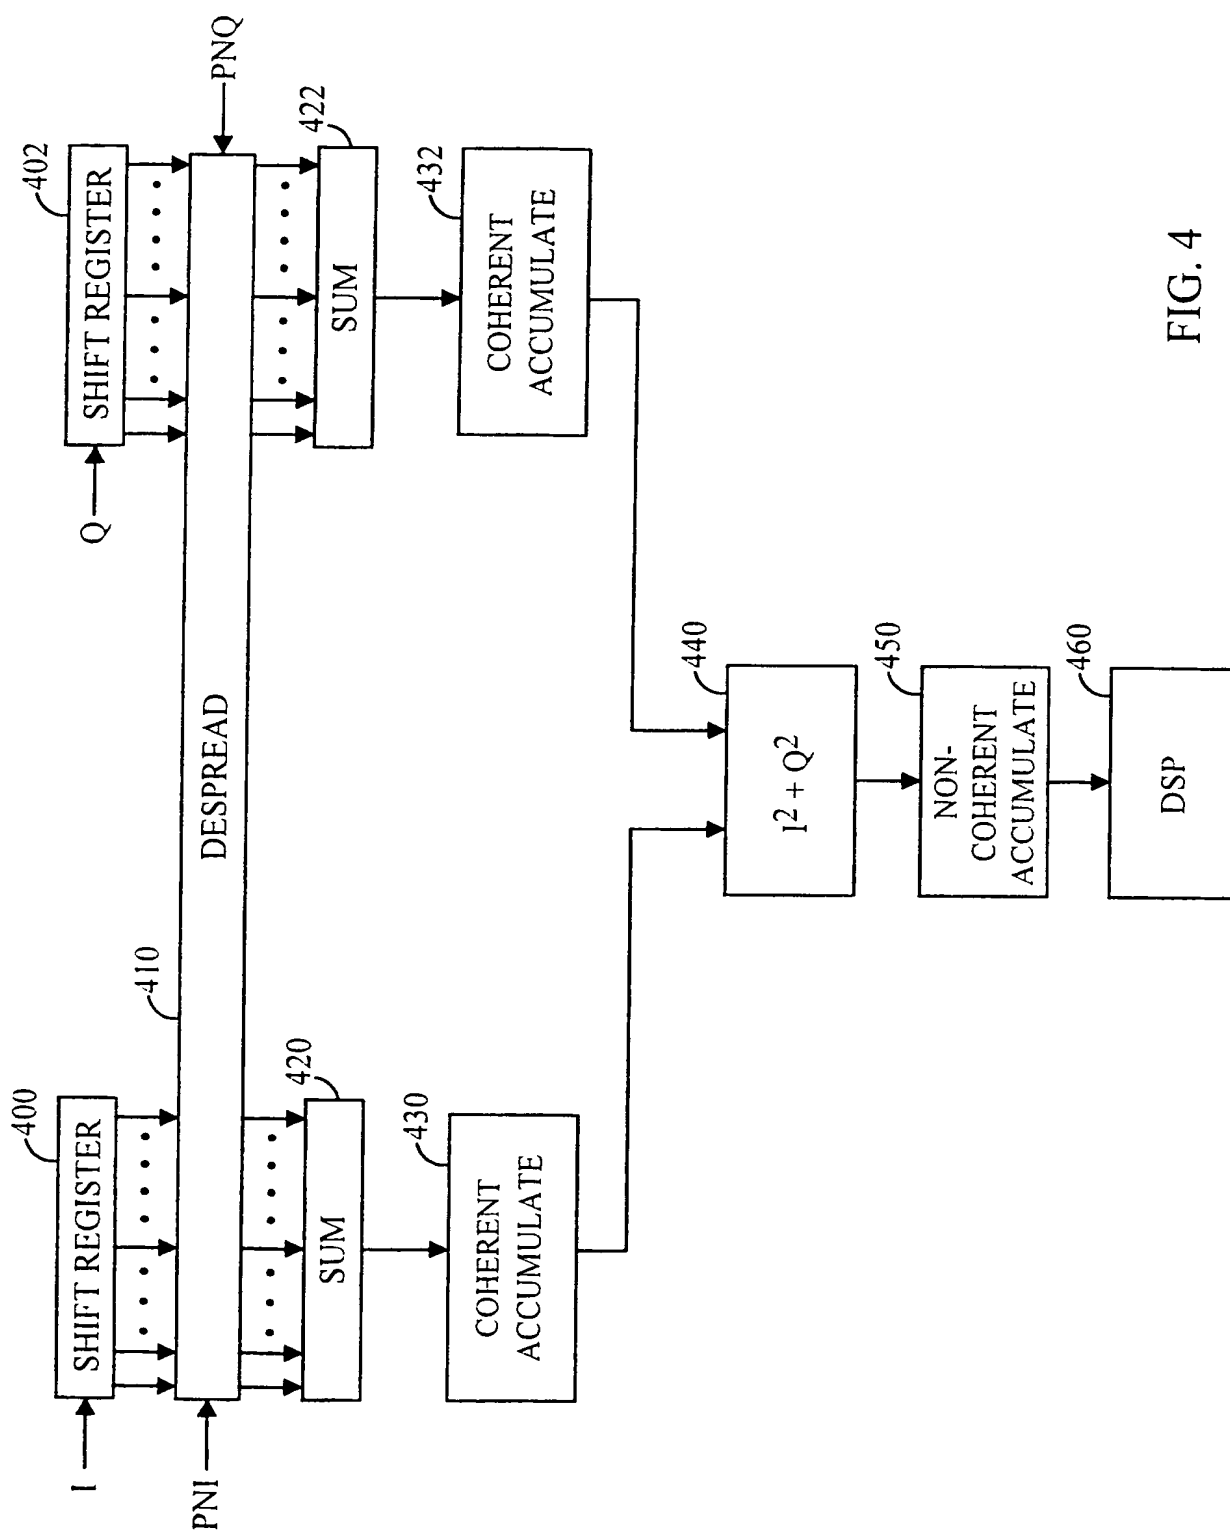 400
402
I
SHIFT REGISTER
Q
SHIFT REGISTER
410
PNI
DESPREAD
PNQ
420
422
SUM
SUM
430
432
COHERENT
ACCUMULATE
COHERENT
ACCUMULATE
440
I² + Q²
450
NON-
COHERENT
ACCUMULATE
460
DSP
FIG. 4